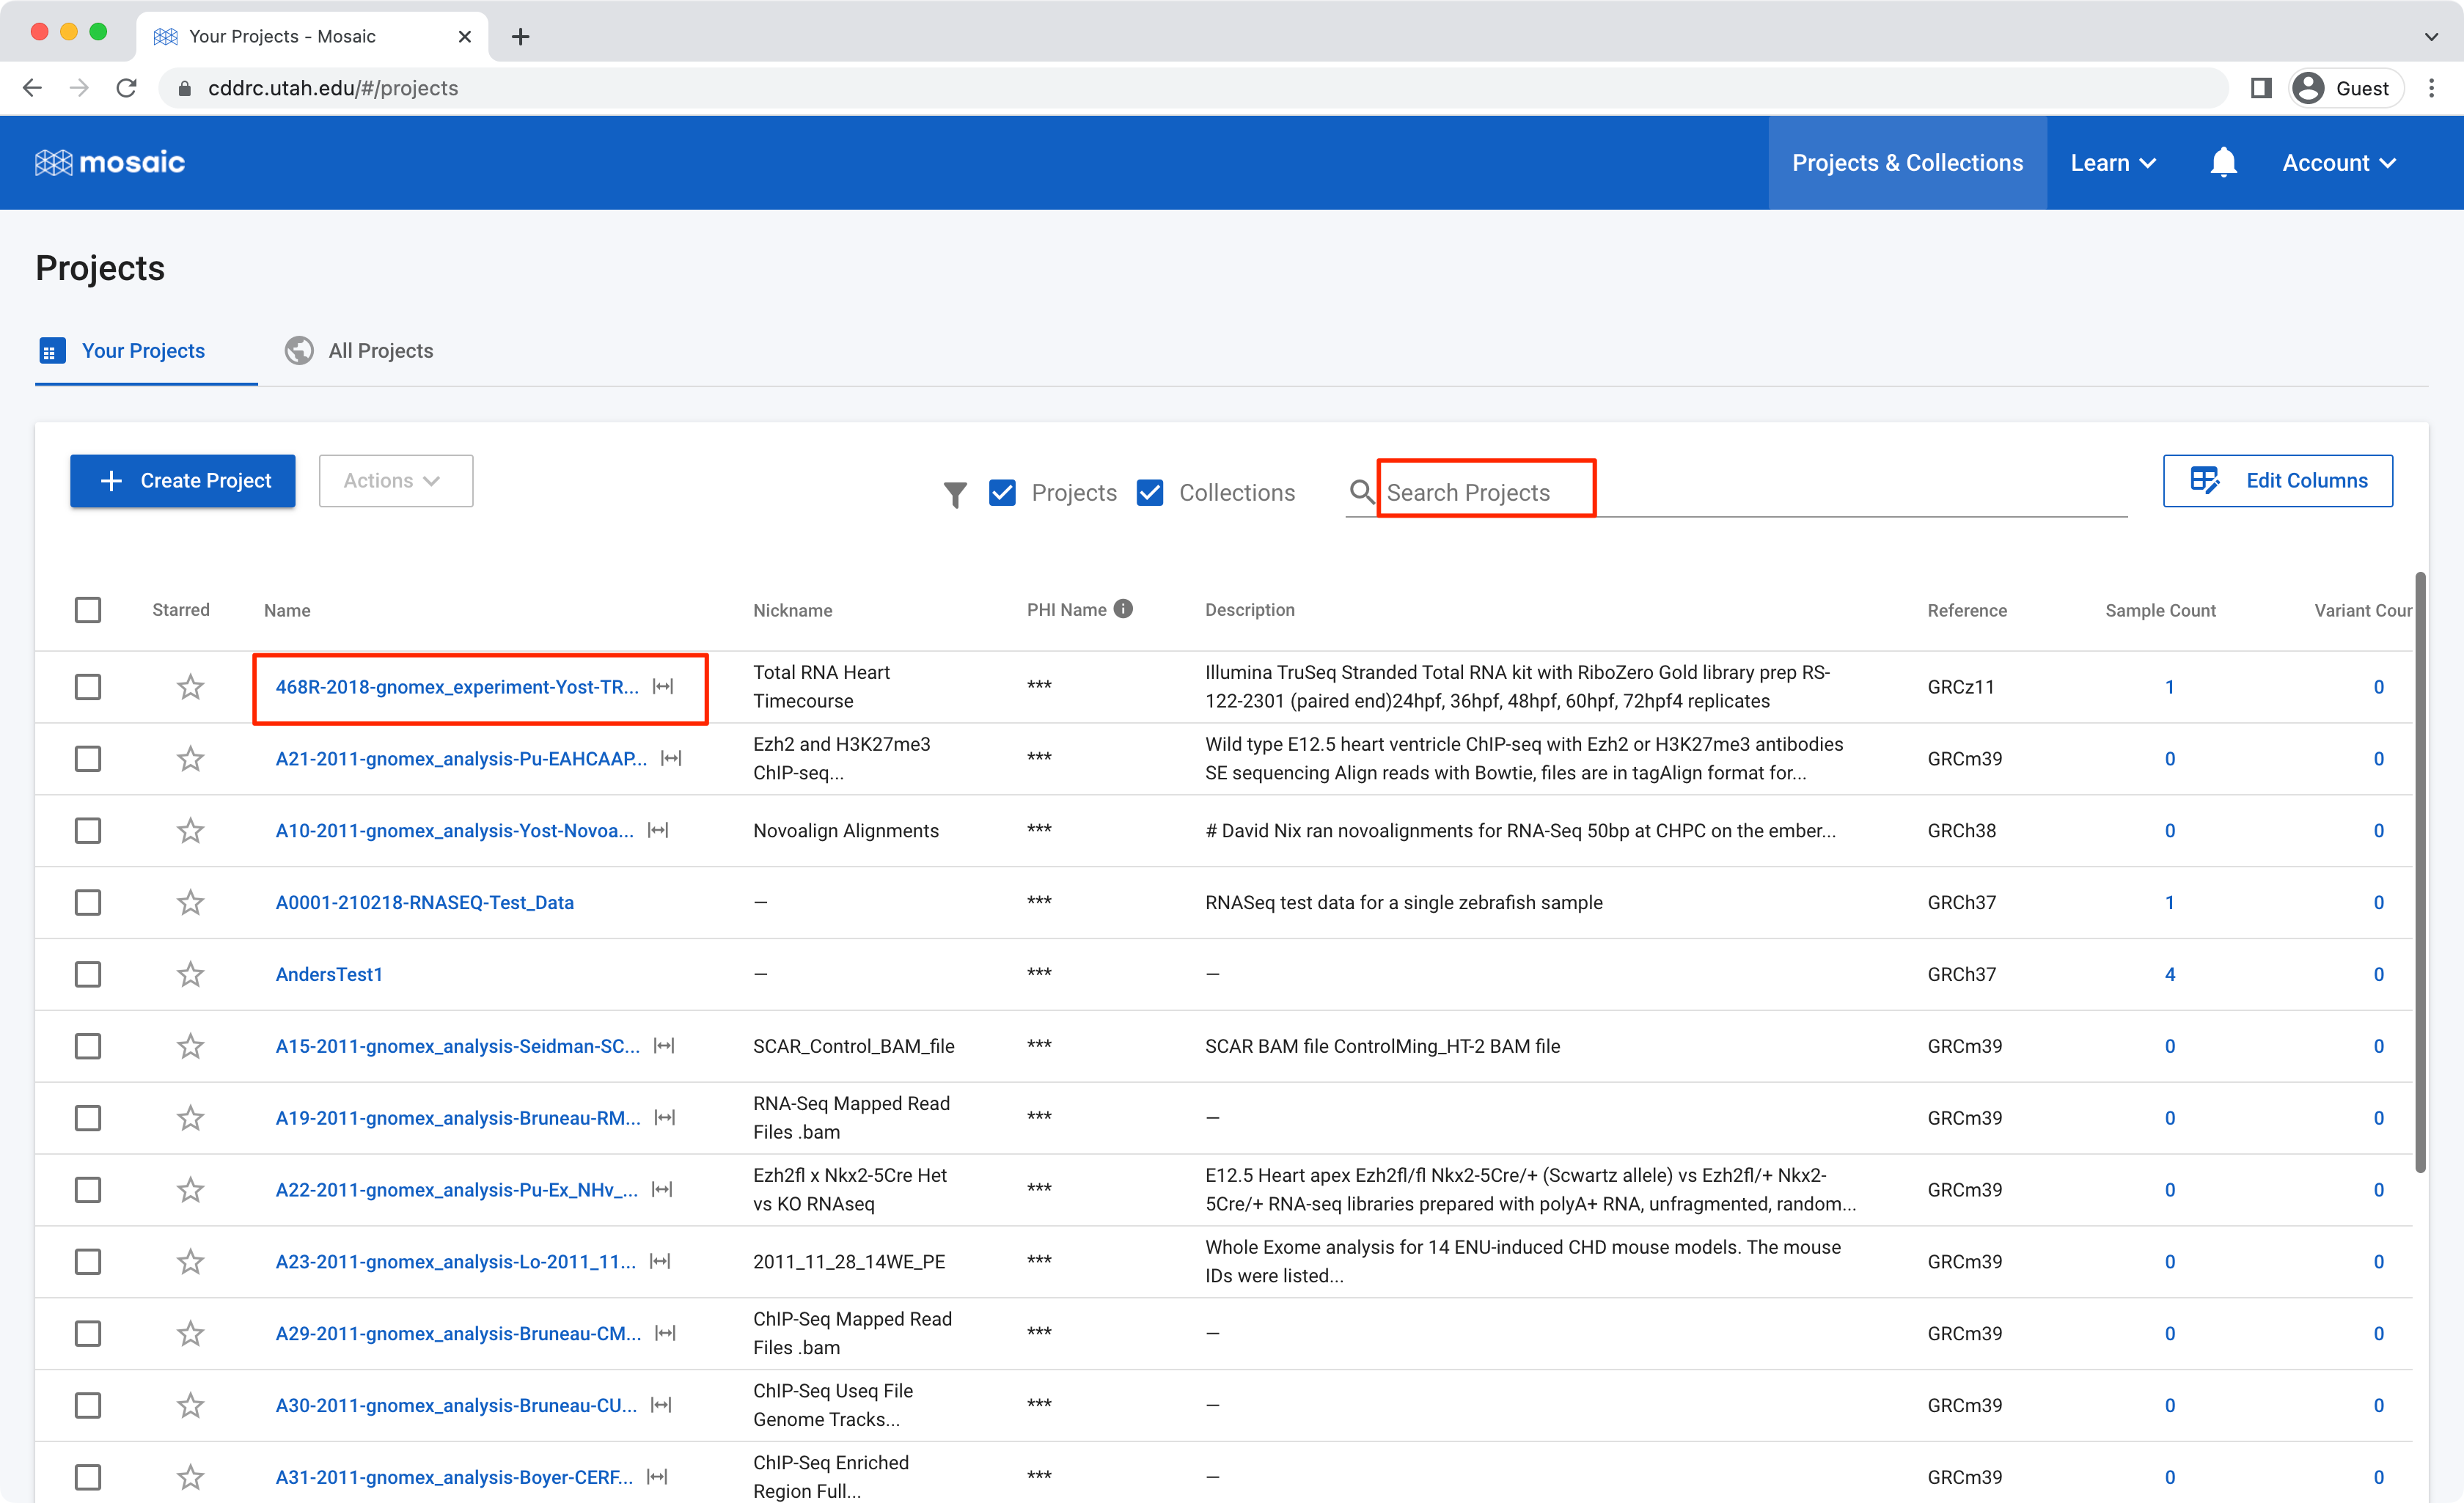 Your Projects - Mosaic
cddrc.utah.edu/#/projects
Guest
mosaic
Projects & Collections
Learn
Account
Projects
Your Projects
All Projects
Create Project
Actions
Projects
Collections
Search Projects
Edit Columns
Starred
Name
Nickname
PHI Name
Description
Reference
Sample Count
Variant Cour
468R-2018-gnomex_experiment-Yost-TR...
Total RNA Heart
Timecourse
***
Illumina TruSeq Stranded Total RNA kit with RiboZero Gold library prep RS-
122-2301 (paired end)24hpf, 36hpf, 48hpf, 60hpf, 72hpf4 replicates
GRCz11
1
0
A21-2011-gnomex_analysis-Pu-EAHCAAP...
Ezh2 and H3K27me3
ChIP-seq...
***
Wild type E12.5 heart ventricle ChIP-seq with Ezh2 or H3K27me3 antibodies
SE sequencing Align reads with Bowtie, files are in tagAlign format for...
GRCm39
0
0
A10-2011-gnomex_analysis-Yost-Novoa...
Novoalign Alignments
***
# David Nix ran novoalignments for RNA-Seq 50bp at CHPC on the ember...
GRCh38
0
0
A0001-210218-RNASEQ-Test_Data
—
***
RNASeq test data for a single zebrafish sample
GRCh37
1
0
AndersTest1
—
***
—
GRCh37
4
0
A15-2011-gnomex_analysis-Seidman-SC...
SCAR_Control_BAM_file
***
SCAR BAM file ControlMing_HT-2 BAM file
GRCm39
0
0
A19-2011-gnomex_analysis-Bruneau-RM...
RNA-Seq Mapped Read
Files .bam
***
—
GRCm39
0
0
A22-2011-gnomex_analysis-Pu-Ex_NHv_...
Ezh2fl x Nkx2-5Cre Het
vs KO RNAseq
***
E12.5 Heart apex Ezh2fl/fl Nkx2-5Cre/+ (Scwartz allele) vs Ezh2fl/+ Nkx2-
5Cre/+ RNA-seq libraries prepared with polyA+ RNA, unfragmented, random...
GRCm39
0
0
A23-2011-gnomex_analysis-Lo-2011_11...
2011_11_28_14WE_PE
***
Whole Exome analysis for 14 ENU-induced CHD mouse models. The mouse
IDs were listed...
GRCm39
0
0
A29-2011-gnomex_analysis-Bruneau-CM...
ChIP-Seq Mapped Read
Files .bam
***
—
GRCm39
0
0
A30-2011-gnomex_analysis-Bruneau-CU...
ChIP-Seq Useq File
Genome Tracks...
***
—
GRCm39
0
0
A31-2011-gnomex_analysis-Boyer-CERF...
ChIP-Seq Enriched
Region Full...
***
—
GRCm39
0
0